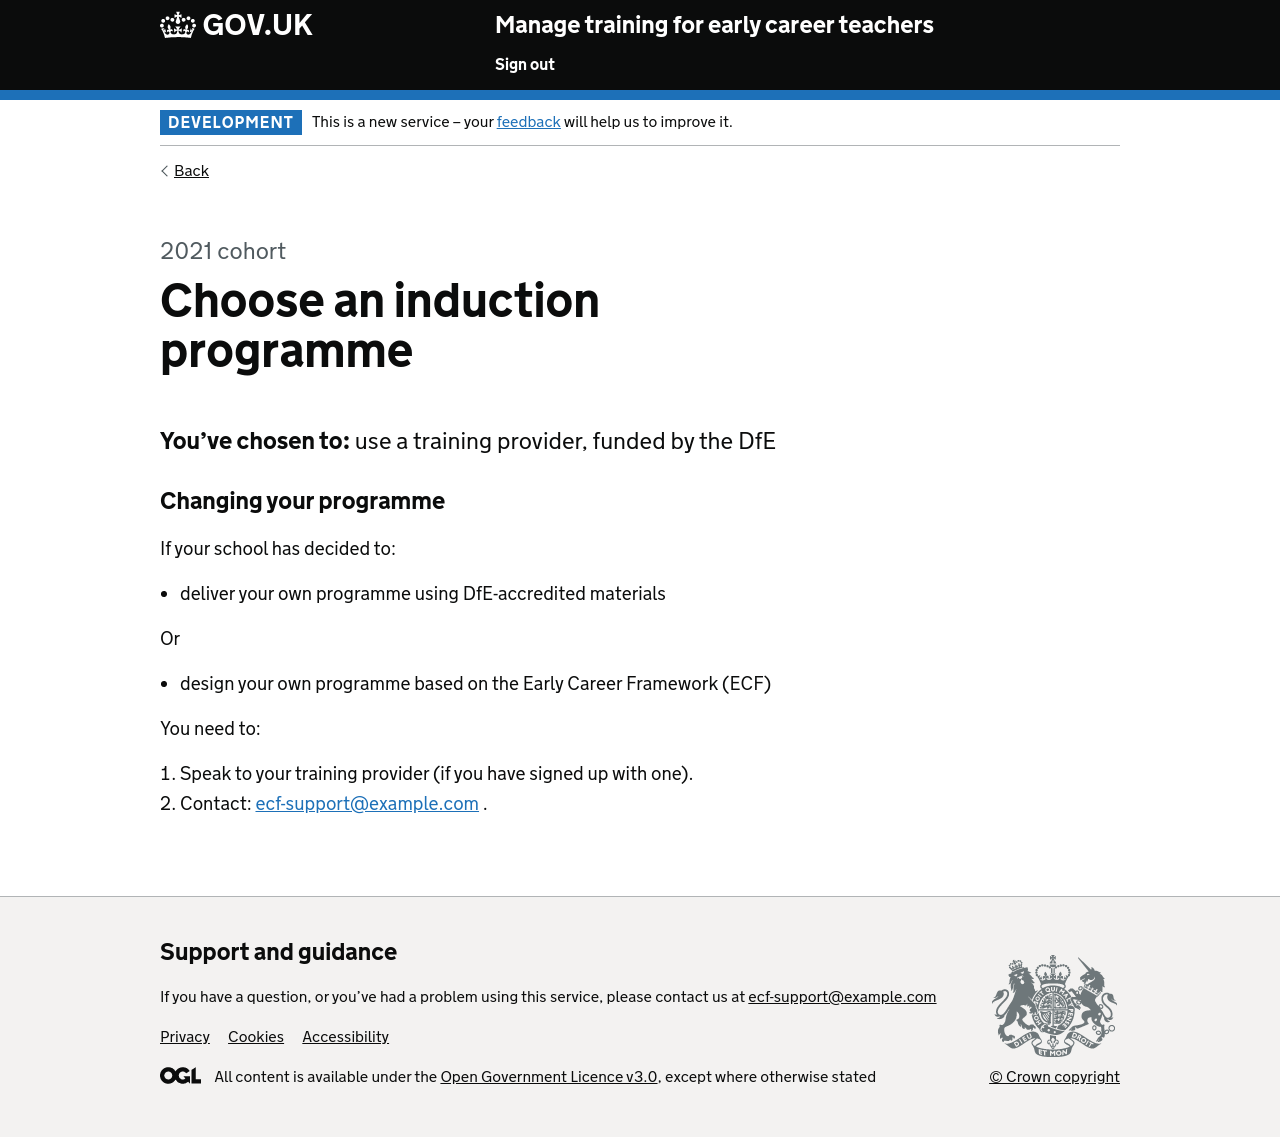 GOV.UK
Manage training for early career teachers
Sign out
DEVELOPMENT This is a new service – your feedback will help us to improve it.
Back
2021 cohort
Choose an induction
programme
You’ve chosen to: use a training provider, funded by the DfE
Changing your programme
If your school has decided to:
• deliver your own programme using DfE-accredited materials
Or
• design your own programme based on the Early Career Framework (ECF)
You need to:
1. Speak to your training provider (if you have signed up with one).
2. Contact: ecf-support@example.com .
Support and guidance
If you have a question, or you’ve had a problem using this service, please contact us at ecf-support@example.com
Privacy Cookies Accessibility
OGL All content is available under the Open Government Licence v3.0, except where otherwise stated
© Crown copyright